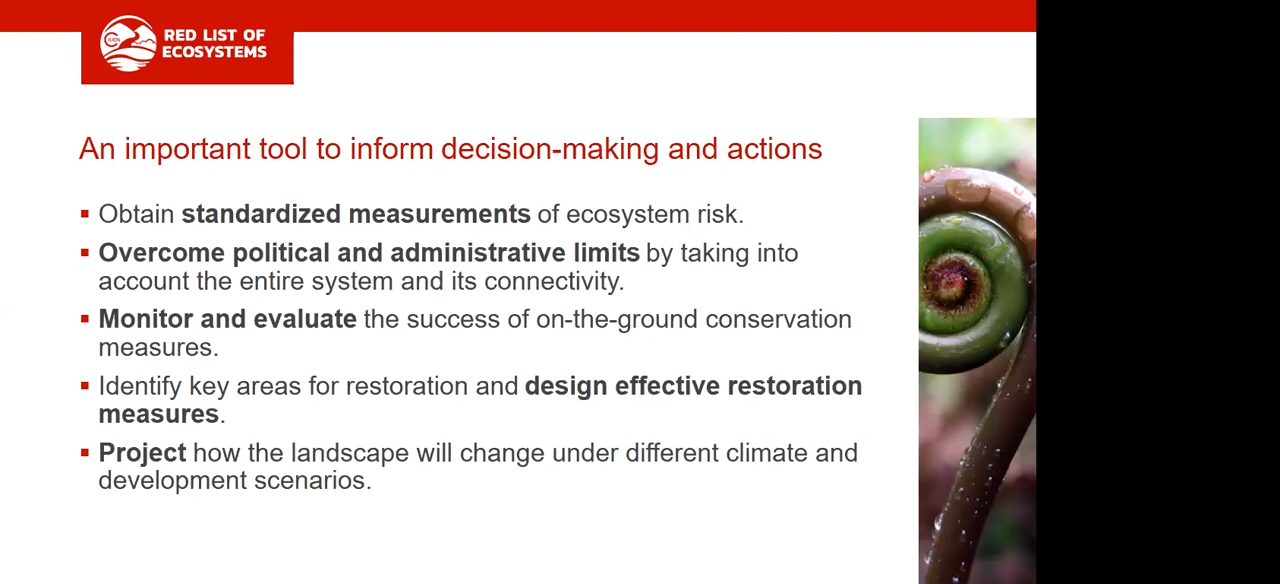 RED LIST OF
ECOSYSTEMS
An important tool to inform decision-making and actions
Obtain standardized measurements of ecosystem risk.
Overcome political and administrative limits by taking into
account the entire system and its connectivity.
Monitor and evaluate the success of on-the-ground conservation
measures.
Identify key areas for restoration and design effective restoration
measures.
Project how the landscape will change under different climate and
development scenarios.